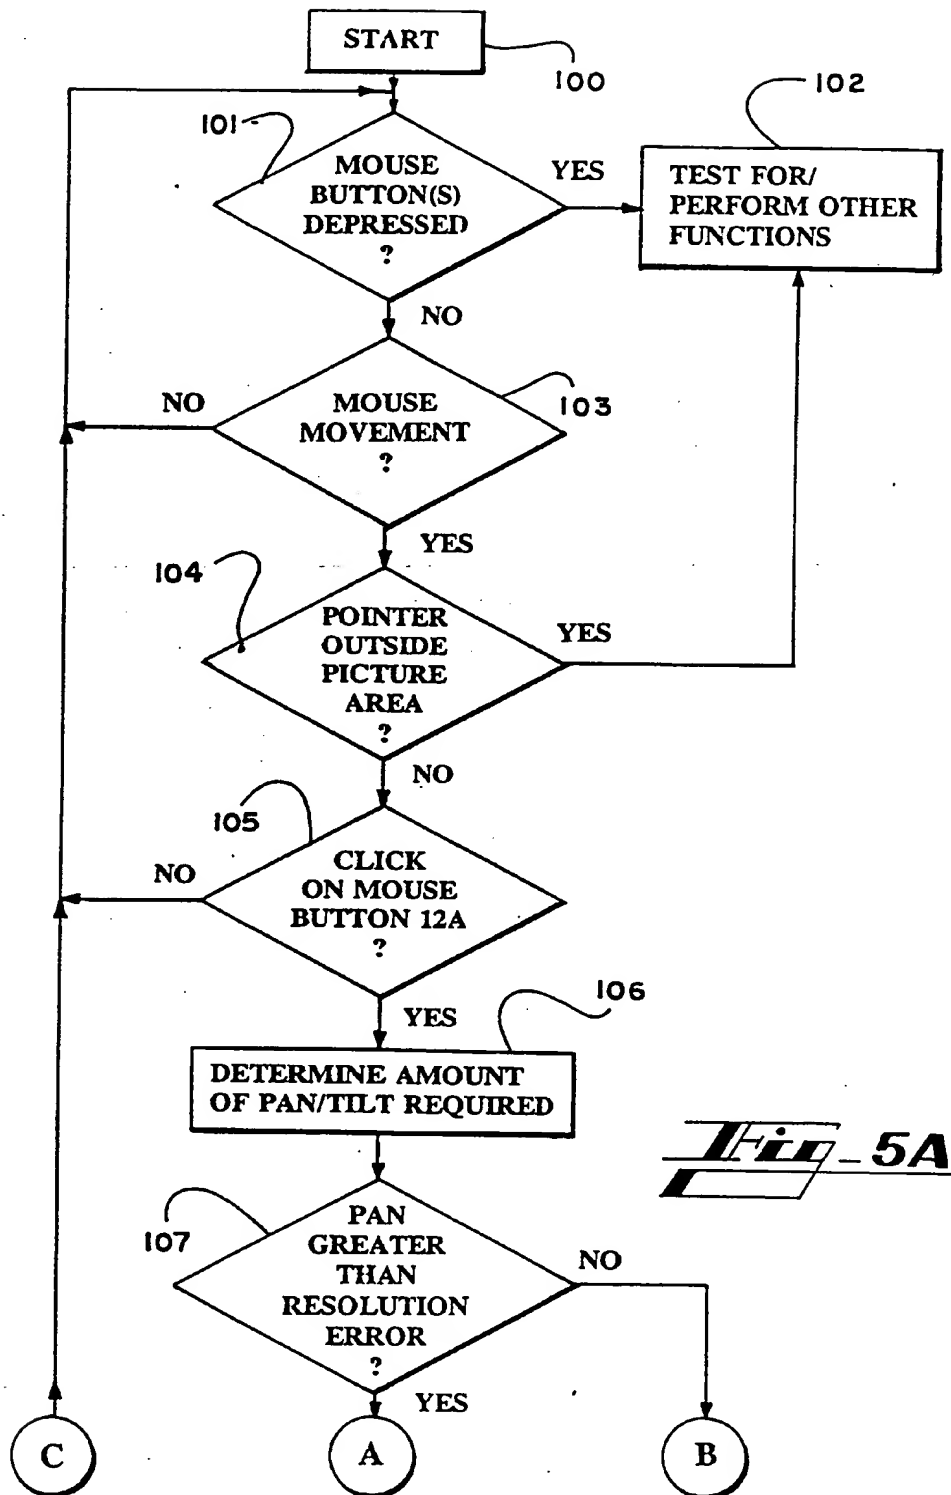 START
100
101
MOUSE
BUTTON(S)
DEPRESSED
?
YES
102
TEST FOR/
PERFORM OTHER
FUNCTIONS
NO
103
MOUSE
MOVEMENT
?
NO
YES
104
POINTER
OUTSIDE
PICTURE
AREA
?
YES
NO
105
CLICK
ON MOUSE
BUTTON 12A
?
NO
YES
106
DETERMINE AMOUNT
OF PAN/TILT REQUIRED
Fig_5A
107
PAN
GREATER
THAN
RESOLUTION
ERROR
?
NO
YES
C
A
B